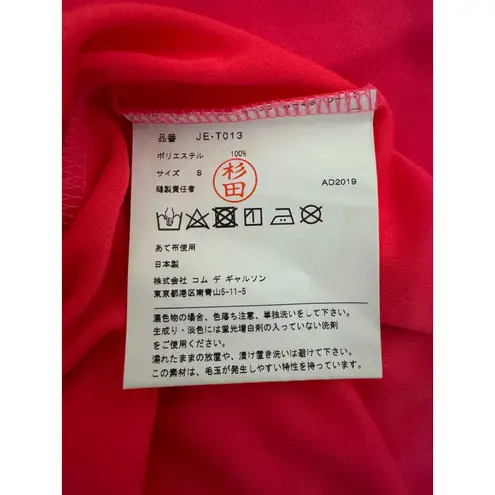 品番 JE-T013
ポリエステル 100%
サイズ S
杉田
縫製責任者 AD2019
あて布使用
日本製
株式会社 コム デ ギャルソン
東京都港区南青山5-11-5
濃色物の場合、色落ち注意、単独洗いをして下さい。
生成り・淡色には蛍光増白剤の入っていない洗剤
をご使用ください。
濡れたままの放置や、漬け置き洗いは避けて下さい。
この素材は、毛玉が発生しやすい特性を持っています。